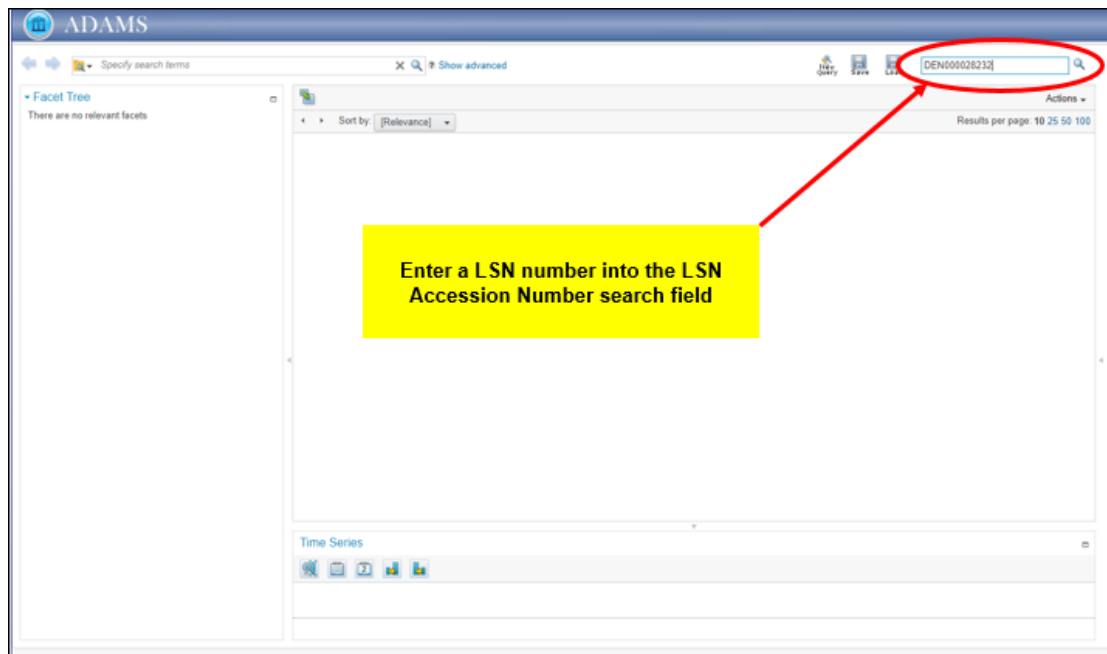 ADAMS
Specify search terms
? Show advanced
New Query
Save
DEN000028232
Facet Tree
There are no relevant facets
Actions
Sort by: [Relevance]
Results per page: 10 25 50 100
Enter a LSN number into the LSN
Accession Number search field
Time Series